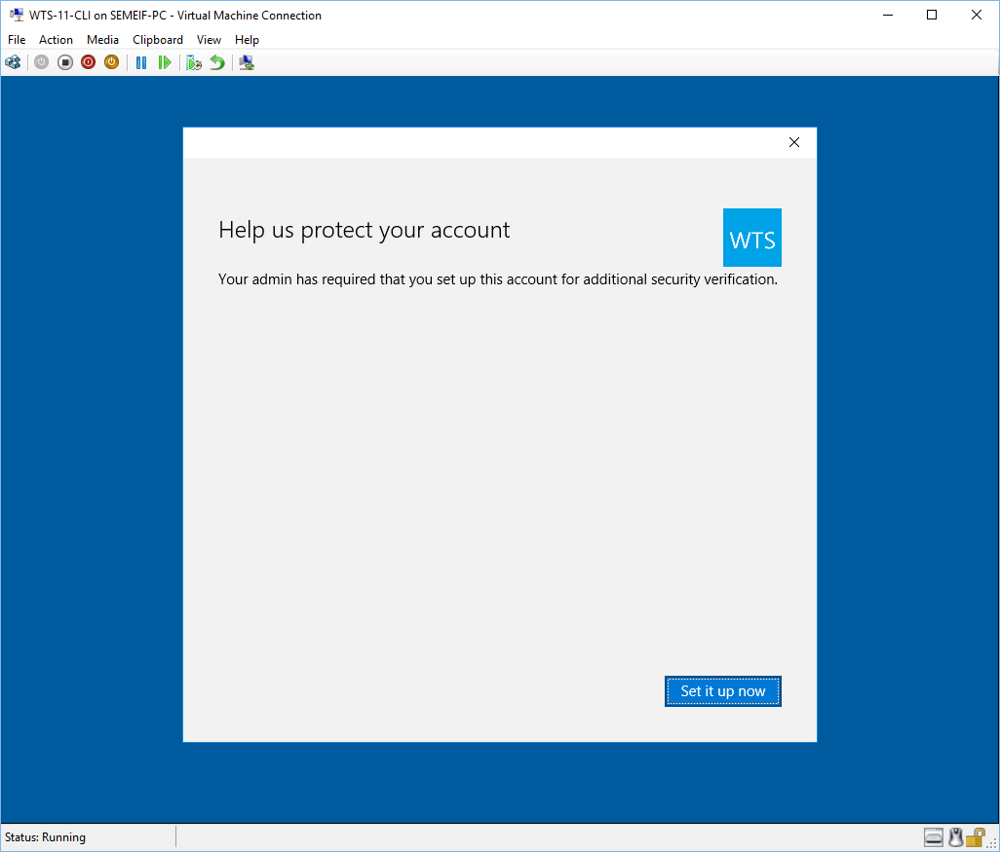 WTS-11-CLI on SEMEIF-PC - Virtual Machine Connection
File Action Media Clipboard View Help
Help us protect your account
WTS
Your admin has required that you set up this account for additional security verification.
Set it up now
Status: Running